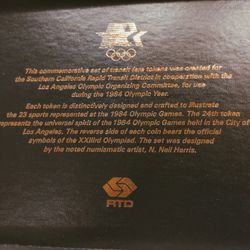 This commemorative set of transit fare tokens was created for
the Southern California Rapid Transit District in cooperation with the
Los Angeles Olympic Organizing Committee, for use
during the 1984 Olympic Year.
Each token is distinctively designed and crafted to illustrate
the 23 sports represented at the 1984 Olympic Games. The 24th token
represents the universal spirit of the 1984 Olympic Games held in the City of
Los Angeles. The reverse side of each coin bears the official
symbols of the XXIIIrd Olympiad. The set was designed
by the noted numismatic artist, N. Neil Harris.
RTD